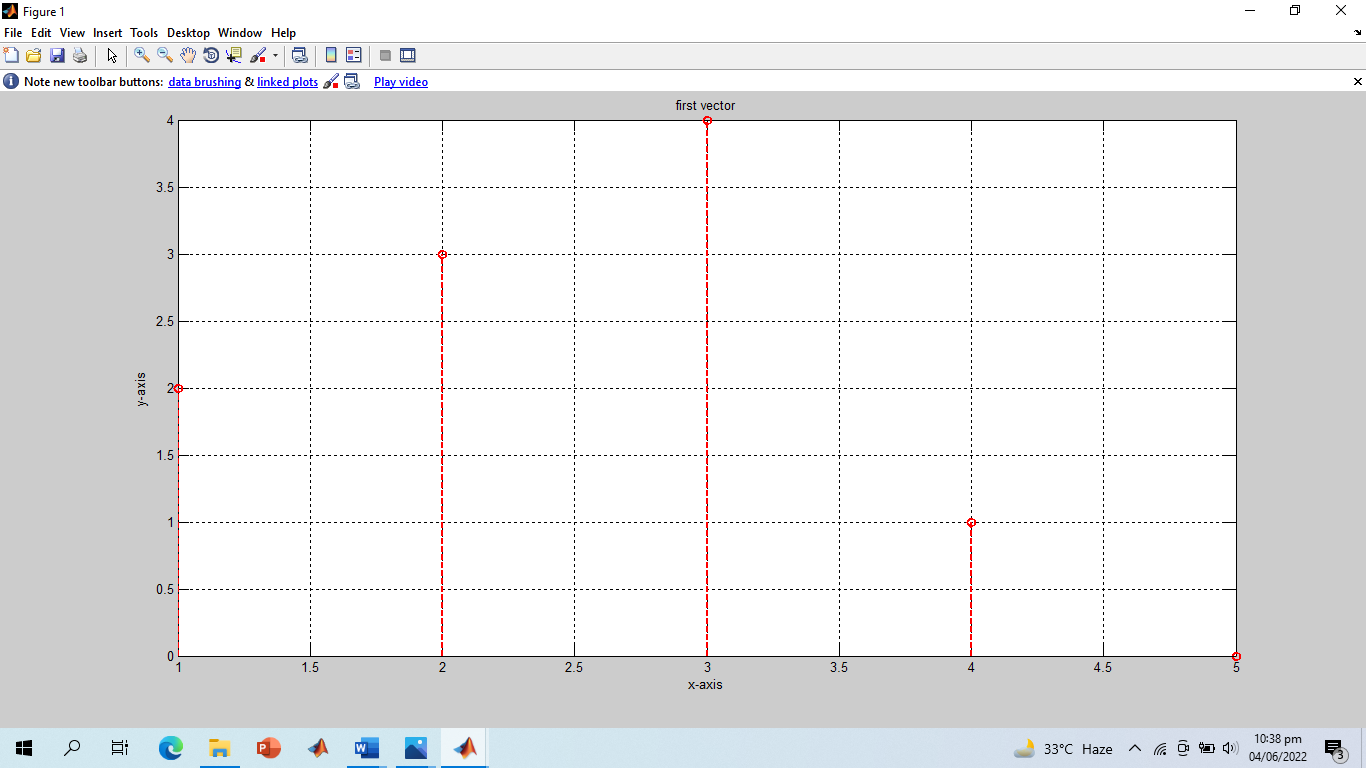 Figure 1
File Edit View Insert Tools Desktop Window Help
Note new toolbar buttons: data brushing & linked plots Play video
first vector
4
3.5
3
2.5
2
1.5
1
0.5
0
y-axis
1 1.5 2 2.5 3 3.5 4 4.5 5
x-axis
P W 33°C Haze 10:38 pm
04/06/2022
3